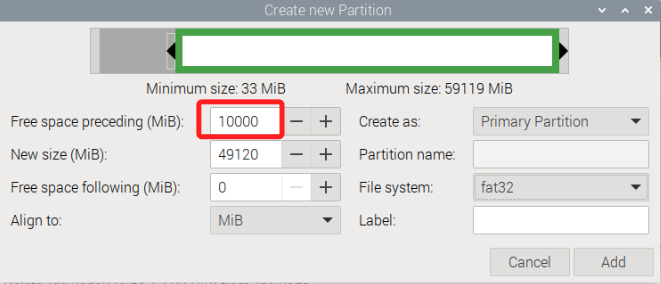 Create new Partition
Minimum size: 33 MiB Maximum size: 59119 MiB
Free space preceding (MiB): 10000 Create as: Primary Partition
New size (MiB): 49120 Partition name:
Free space following (MiB): 0 File system: fat32
Align to: MiB Label:
Cancel Add